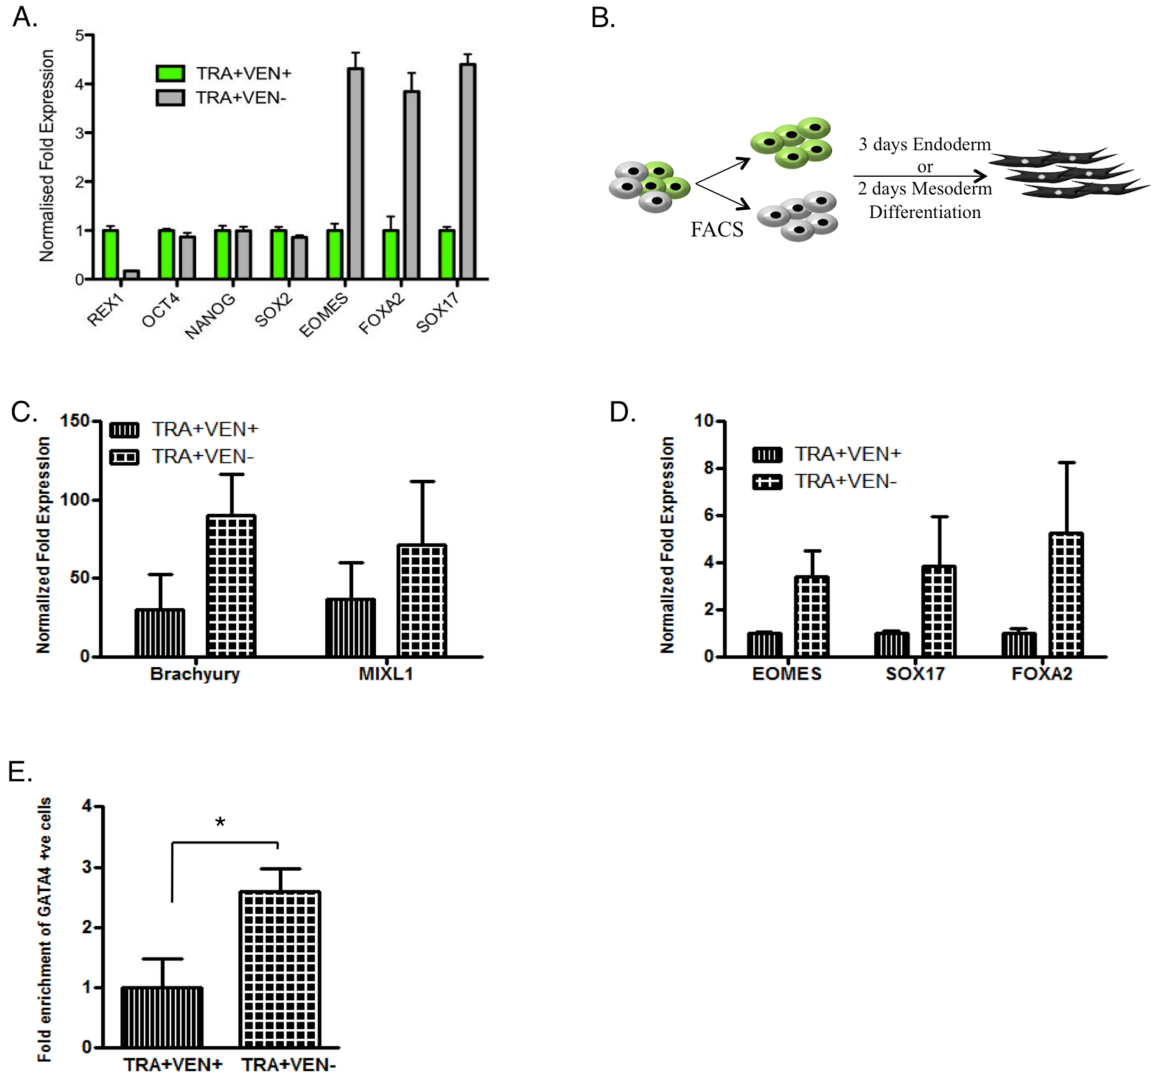 A.
Normalised Fold Expression
5
4
3
2
1
0
TRA+VEN+
TRA+VEN-
REX1
OCT4
NANOG
SOX2
EOMES
FOXA2
SOX17
B.
FACS
3 days Endoderm
or
2 days Mesoderm
Differentiation
C.
Normalized Fold Expression
150
100
50
0
TRA+VEN+
TRA+VEN-
Brachyury
MIXL1
D.
Normalized Fold Expression
10
8
6
4
2
0
TRA+VEN+
TRA+VEN-
EOMES
SOX17
FOXA2
E.
Fold enrichment of GATA4 +ve cells
4
3
2
1
0
*
TRA+VEN+
TRA+VEN-